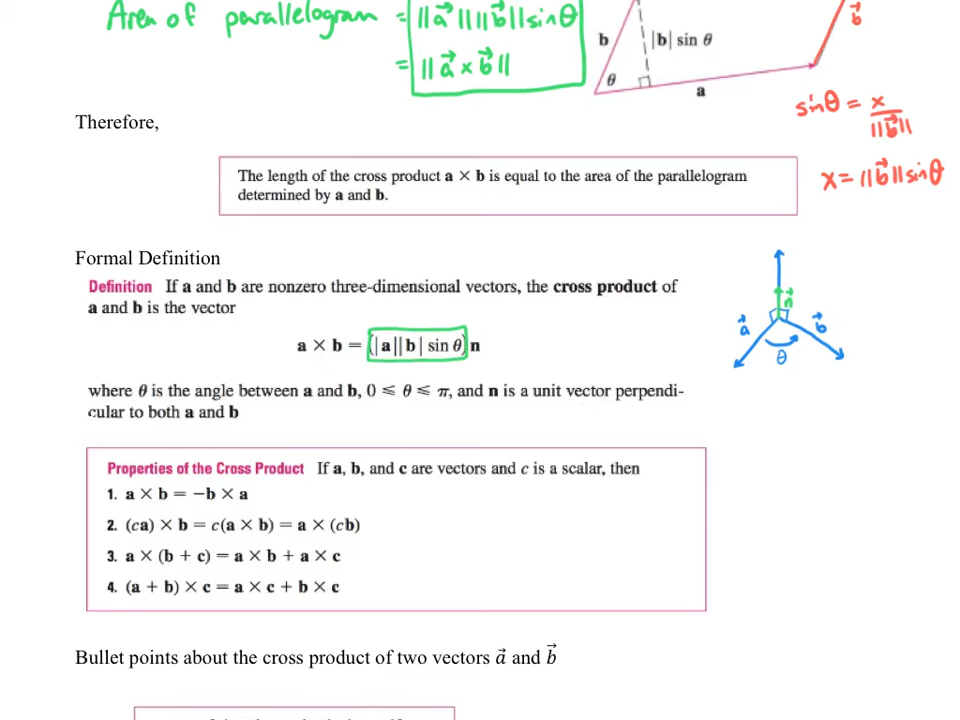 Area of parallelogram = ||a⃗|| ||b⃗|| sinθ
= ||a⃗ × b⃗||
b
|b| sin θ
θ
a
b⃗
sinθ = x / ||b⃗||
x = ||b⃗|| sinθ
Therefore,
The length of the cross product a × b is equal to the area of the parallelogram
determined by a and b.
Formal Definition
Definition If a and b are nonzero three-dimensional vectors, the cross product of
a and b is the vector
a × b = (|a||b| sin θ) n
where θ is the angle between a and b, 0 ⩽ θ ⩽ π, and n is a unit vector perpendi-
cular to both a and b
n⃗
a⃗
b⃗
θ
Properties of the Cross Product If a, b, and c are vectors and c is a scalar, then
1. a × b = −b × a
2. (ca) × b = c(a × b) = a × (cb)
3. a × (b + c) = a × b + a × c
4. (a + b) × c = a × c + b × c
Bullet points about the cross product of two vectors a⃗ and b⃗